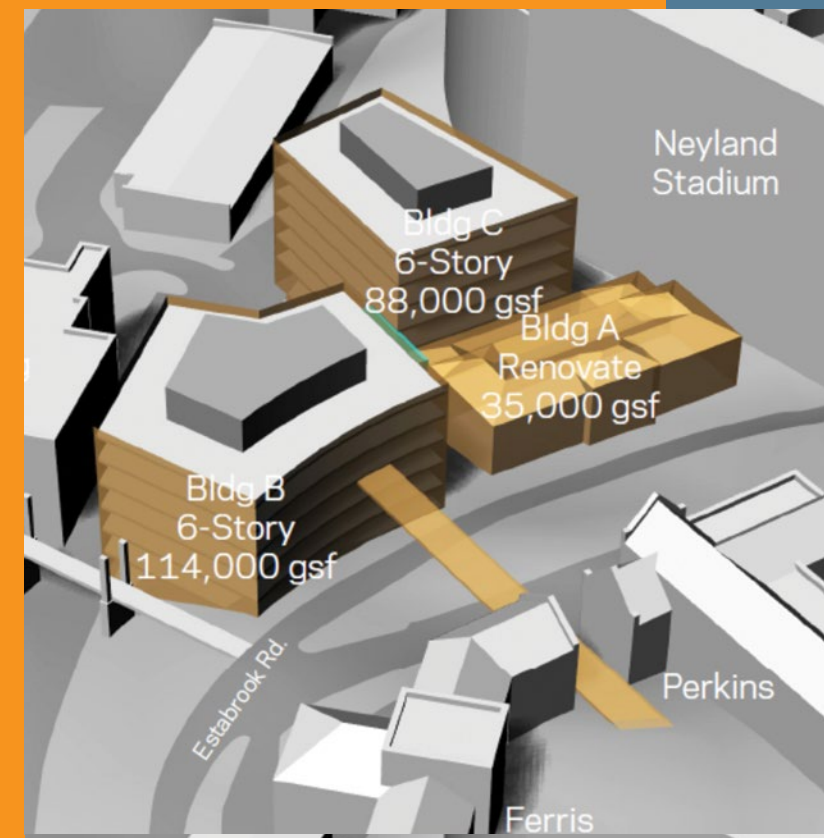 Neyland
Stadium
Bldg C
6-Story
88,000 gsf
Bldg A
Renovate
35,000 gsf
Bldg B
6-Story
114,000 gsf
Estabrook Rd.
Perkins
Ferris